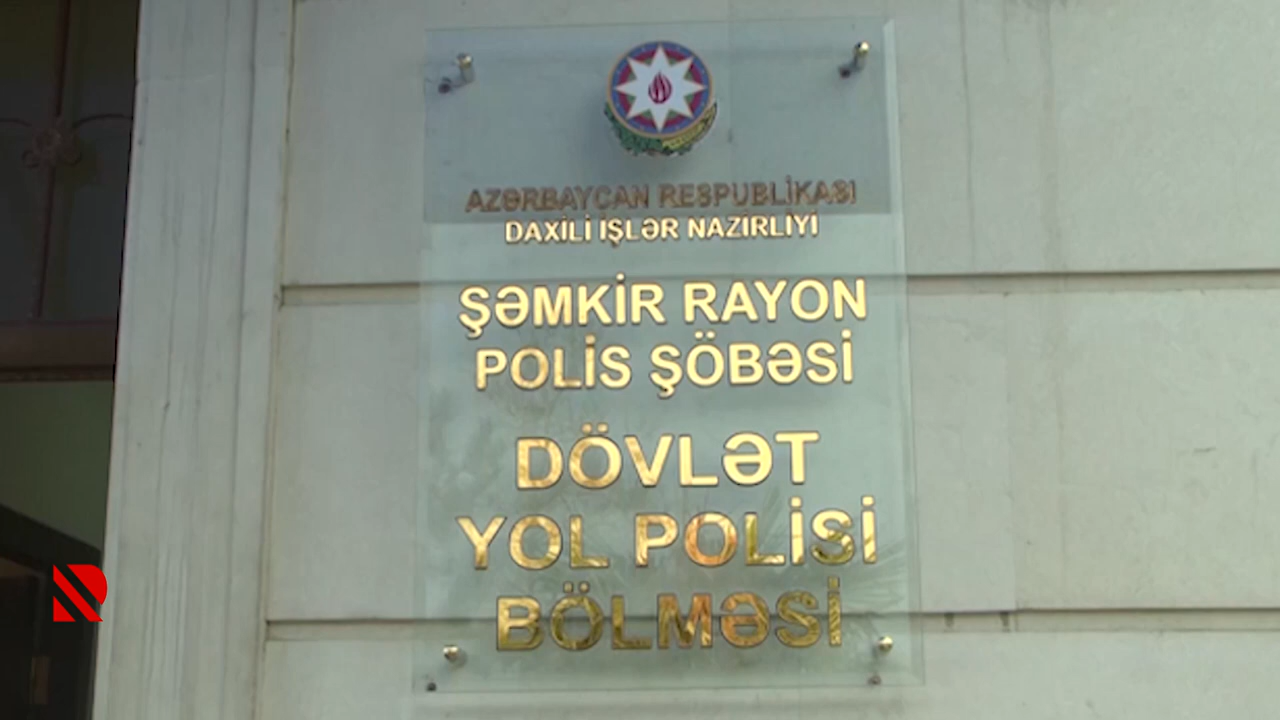 AZƏRBAYCAN RESPUBLİKASI
DAXİLİ İŞLƏR NAZİRLİYİ
ŞƏMKİR RAYON
POLİS ŞÖBƏSİ
DÖVLƏT
YOL POLİSİ
BÖLMƏSİ